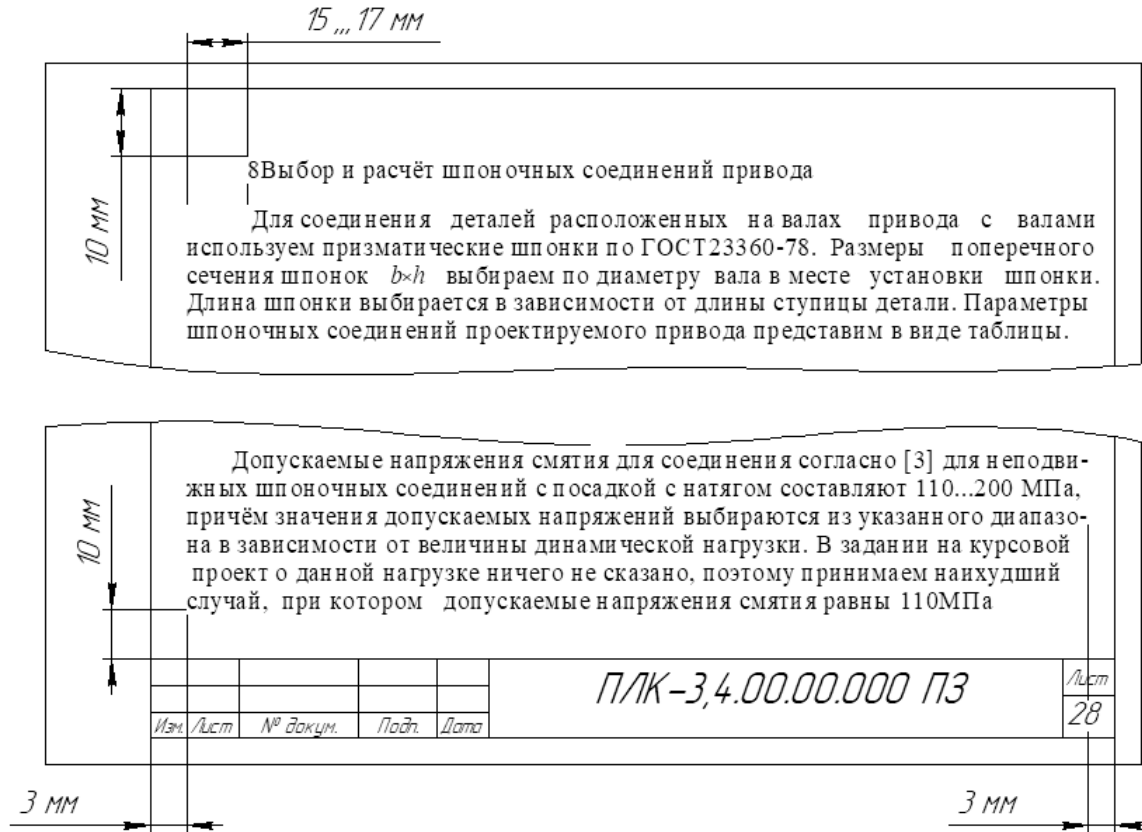 15,,,17 мм
10 мм
8Выбор и расчёт шпоночных соединений привода
Для соединения деталей расположенных на валах привода с валами
используем призматические шпонки по ГОСТ23360-78. Размеры поперечного
сечения шпонок b×h выбираем по диаметру вала в месте установки шпонки.
Длина шпонки выбирается в зависимости от длины ступицы детали. Параметры
шпоночных соединений проектируемого привода представим в виде таблицы.
Допускаемые напряжения смятия для соединения согласно [3] для неподви-
жных шпоночных соединений с посадкой с натягом составляют 110...200 МПа,
причём значения допускаемых напряжений выбираются из указанного диапазо-
на в зависимости от величины динамической нагрузки. В задании на курсовой
проект о данной нагрузке ничего не сказано, поэтому принимаем наихудший
случай, при котором допускаемые напряжения смятия равны 110МПа
10 мм
ПЛК-3,4.00.00.000 ПЗ
Лист
28
Изм. Лист № докум. Подп. Дата
3 мм
3 мм